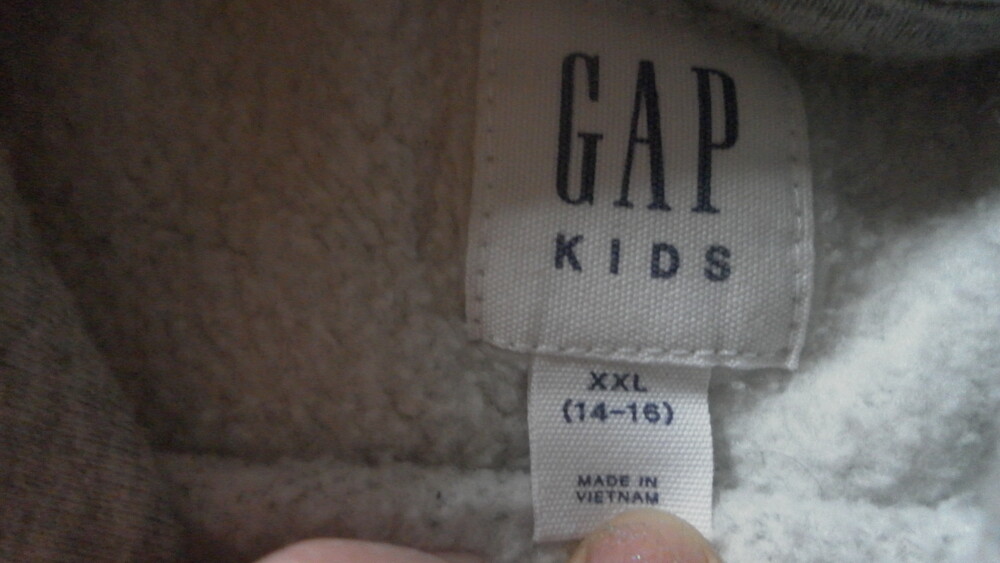 GAP
KIDS
XXL
(14-16)
MADE IN
VIETNAM